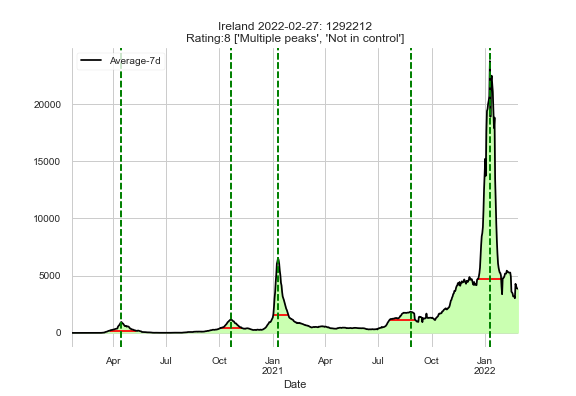 Ireland 2022-02-27: 1292212
Rating:8 ['Multiple peaks', 'Not in control']
Average-7d
20000
15000
10000
5000
0
Apr Jul Oct Jan Apr Jul Oct Jan
2021 2022
Date